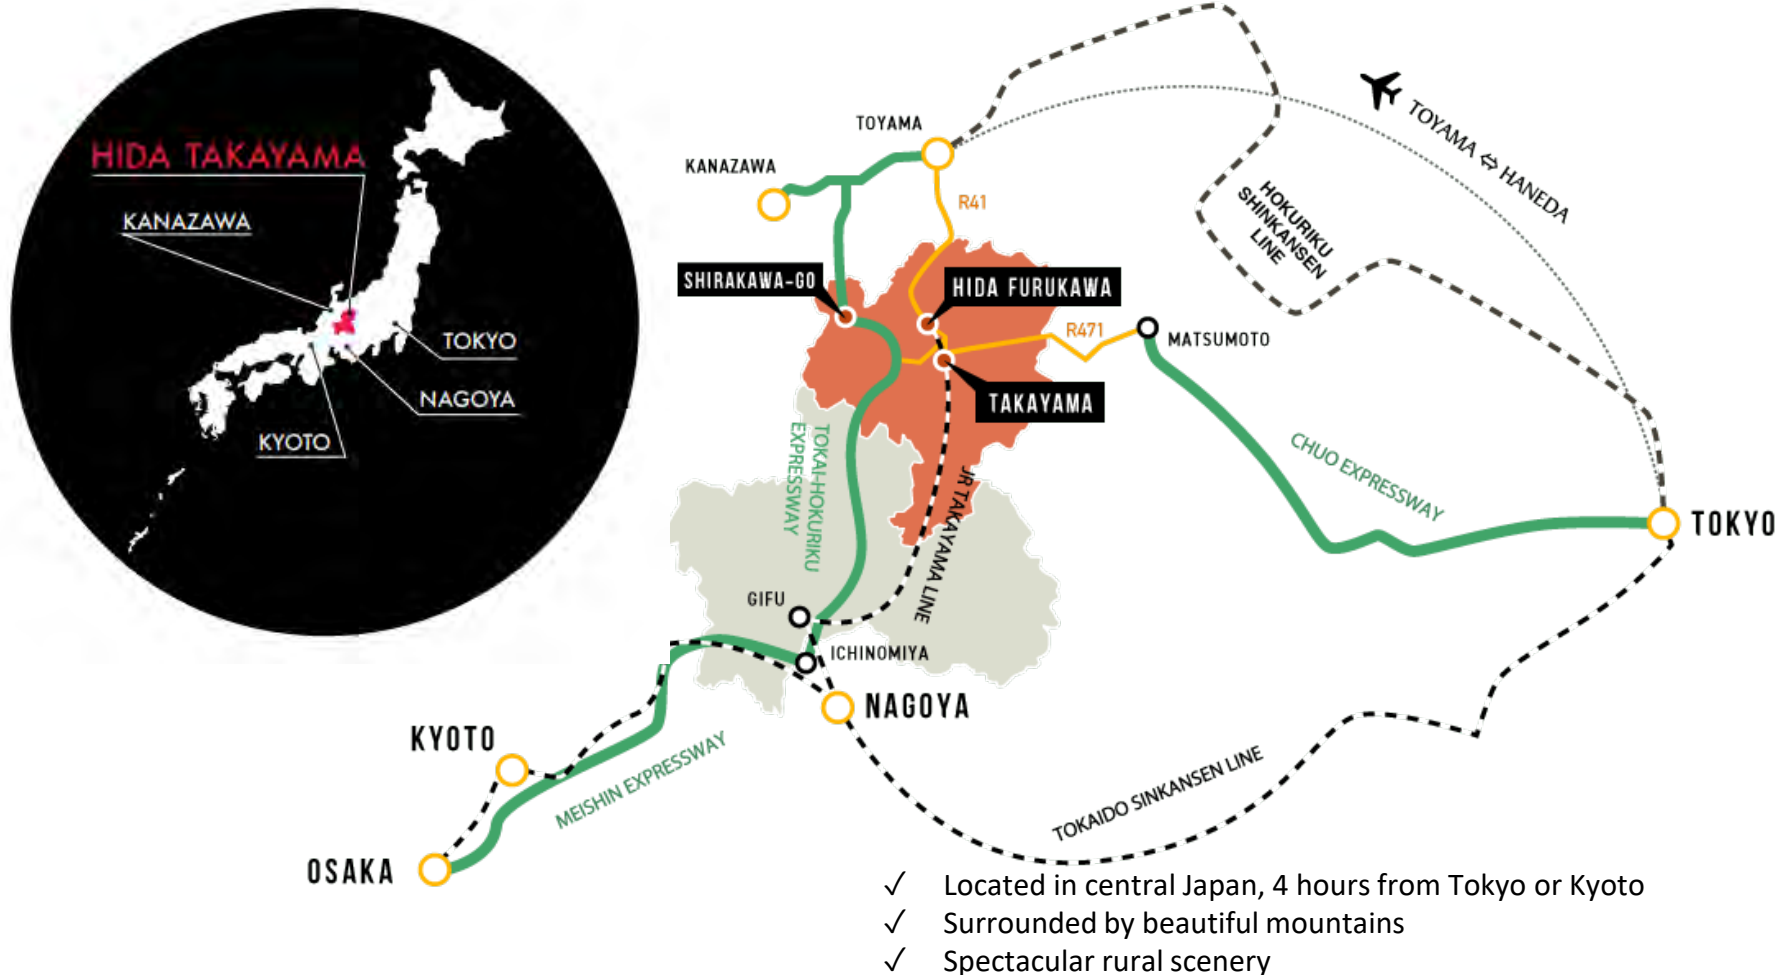 HIDA TAKAYAMA
KANAZAWA
TOKYO
NAGOYA
KYOTO
TOYAMA
KANAZAWA
R41
TOYAMA ⇔ HANEDA
HOKURIKU
SHINKANSEN
LINE
SHIRAKAWA-GO
HIDA FURUKAWA
R471
MATSUMOTO
TAKAYAMA
TOKAI-HOKURIKU
EXPRESSWAY
JR TAKAYAMA LINE
CHUO EXPRESSWAY
TOKYO
GIFU
ICHINOMIYA
NAGOYA
KYOTO
MEISHIN EXPRESSWAY
TOKAIDO SINKANSEN LINE
OSAKA
✓ Located in central Japan, 4 hours from Tokyo or Kyoto
✓ Surrounded by beautiful mountains
✓ Spectacular rural scenery